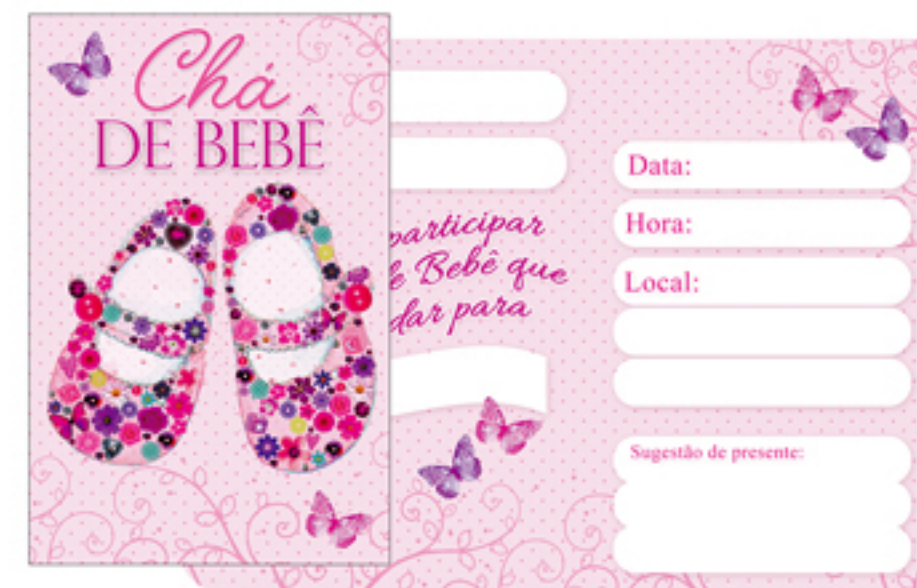 Chá
DE BEBÊ
participar
Bebê que
dar para
Data:
Hora:
Local:
Sugestão de presente: